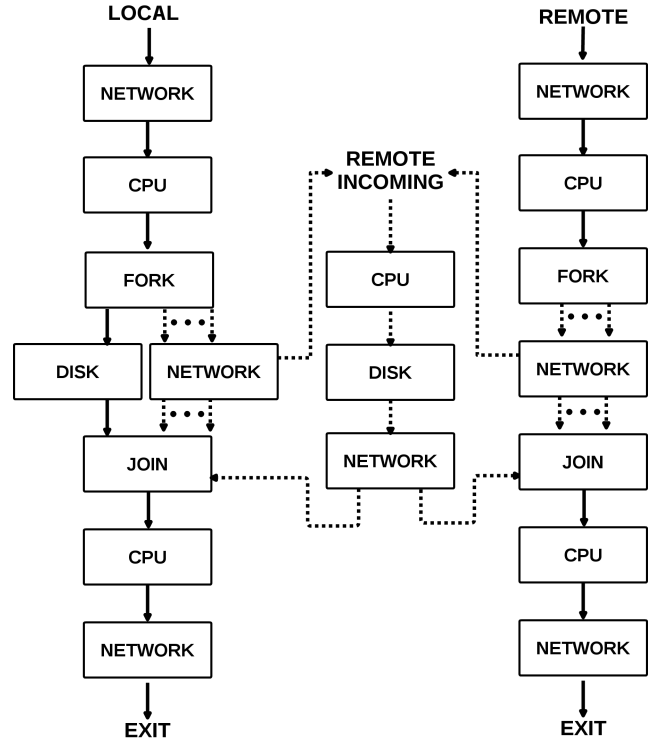 LOCAL
NETWORK
CPU
FORK
DISK
NETWORK
JOIN
CPU
NETWORK
EXIT
REMOTE
INCOMING
CPU
DISK
NETWORK
REMOTE
NETWORK
CPU
FORK
NETWORK
JOIN
CPU
NETWORK
EXIT